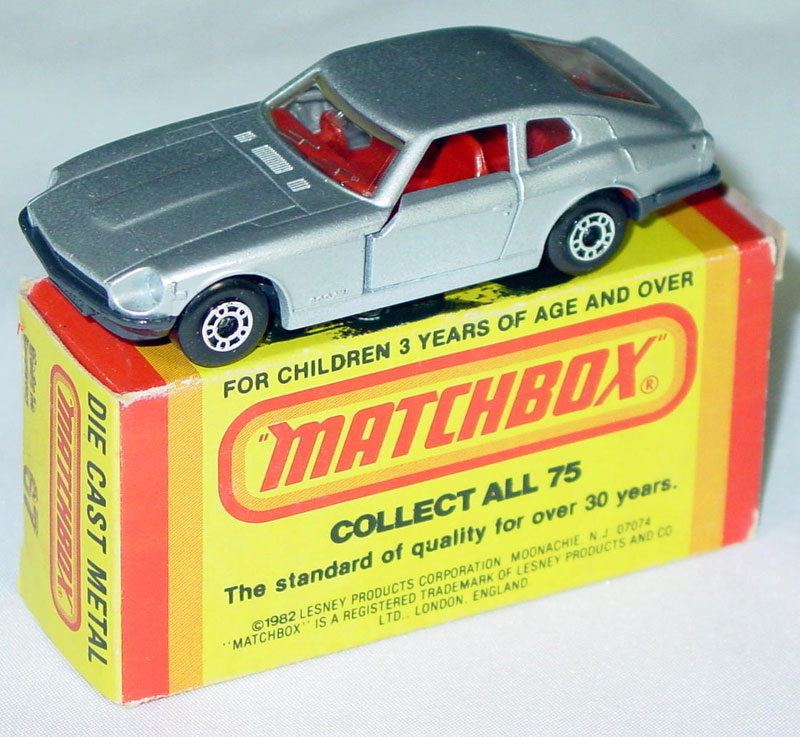 FOR CHILDREN 3 YEARS OF AGE AND OVER
"MATCHBOX"®
COLLECT ALL 75
The standard of quality for over 30 years.
©1982 LESNEY PRODUCTS CORPORATION MOONACHIE N.J. 07074
"MATCHBOX" IS A REGISTERED TRADEMARK OF LESNEY PRODUCTS AND CO
LTD., LONDON, ENGLAND
DIE CAST METAL
MATCHBOX
67